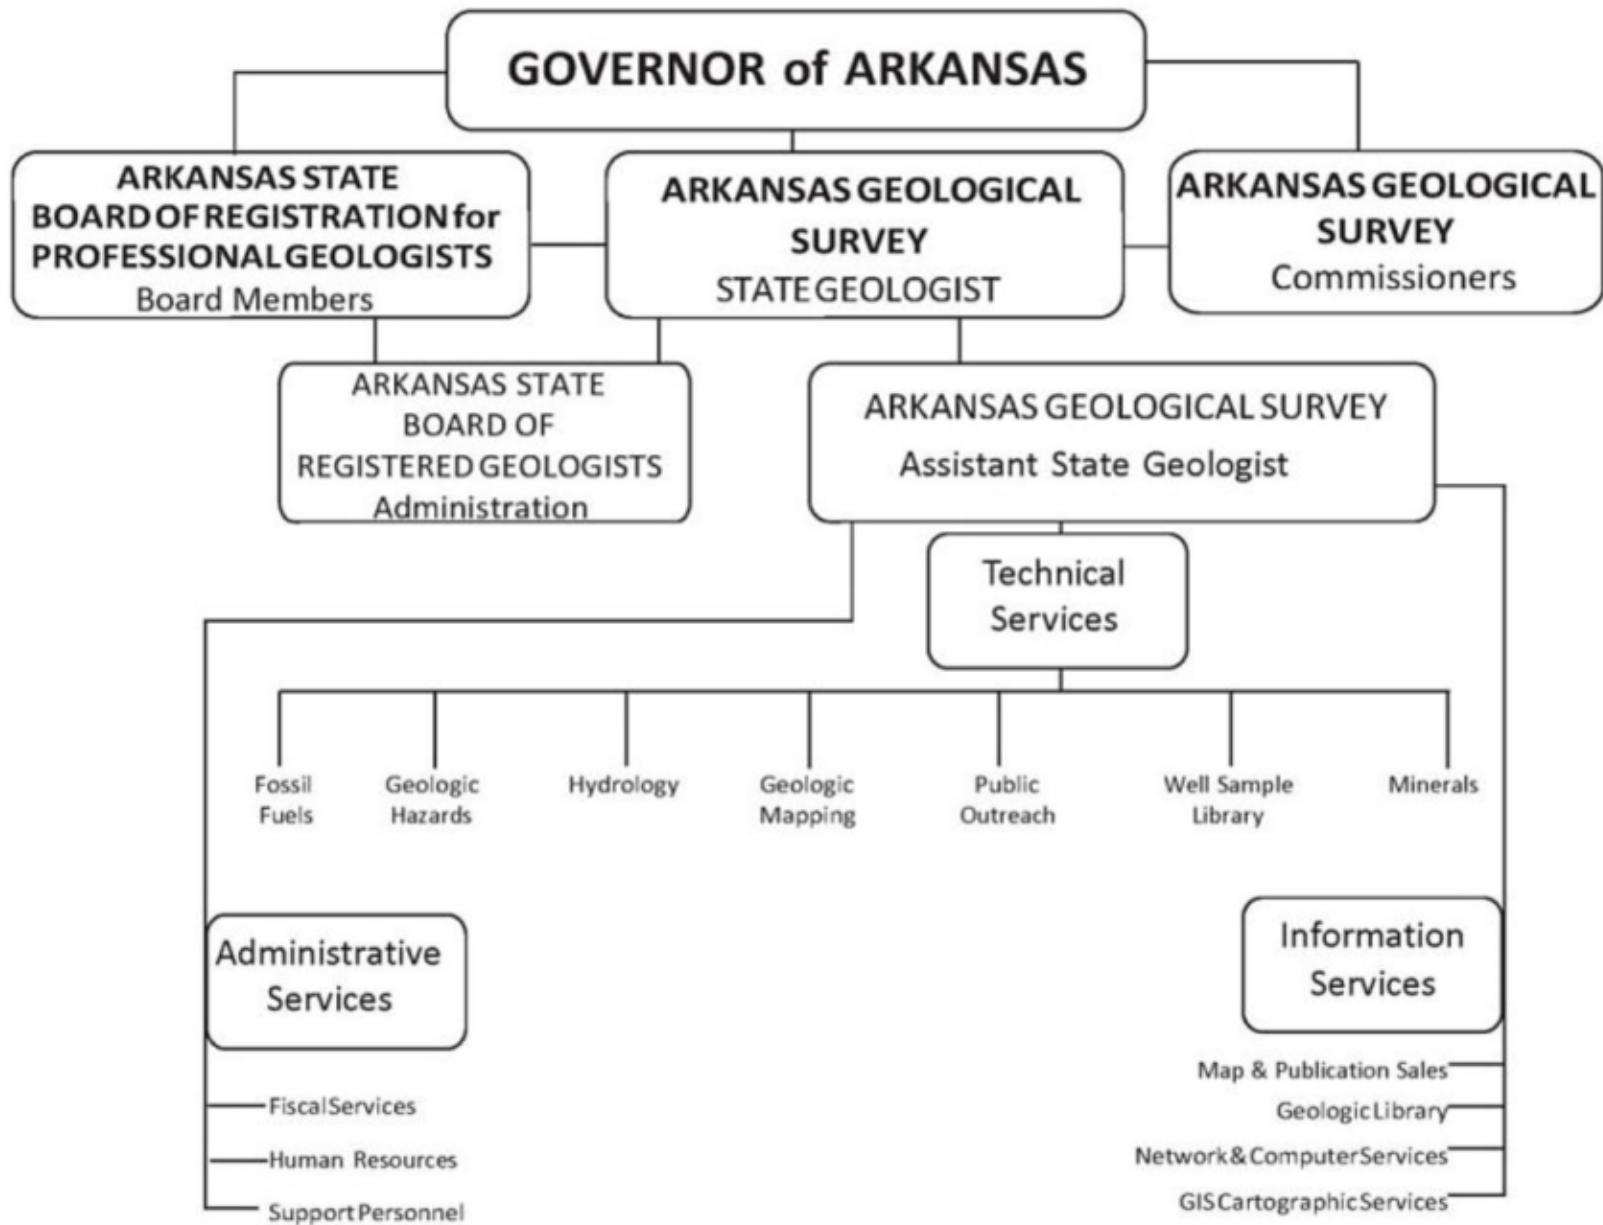 GOVERNOR of ARKANSAS
ARKANSAS STATE
BOARD OF REGISTRATION for
PROFESSIONAL GEOLOGISTS
Board Members
ARKANSAS GEOLOGICAL
SURVEY
STATE GEOLOGIST
ARKANSAS GEOLOGICAL
SURVEY
Commissioners
ARKANSAS STATE
BOARD OF
REGISTERED GEOLOGISTS
Administration
ARKANSAS GEOLOGICAL SURVEY
Assistant State Geologist
Technical
Services
Fossil
Fuels
Geologic
Hazards
Hydrology
Geologic
Mapping
Public
Outreach
Well Sample
Library
Minerals
Administrative
Services
Fiscal Services
Human Resources
Support Personnel
Information
Services
Map & Publication Sales
Geologic Library
Network & Computer Services
GIS Cartographic Services